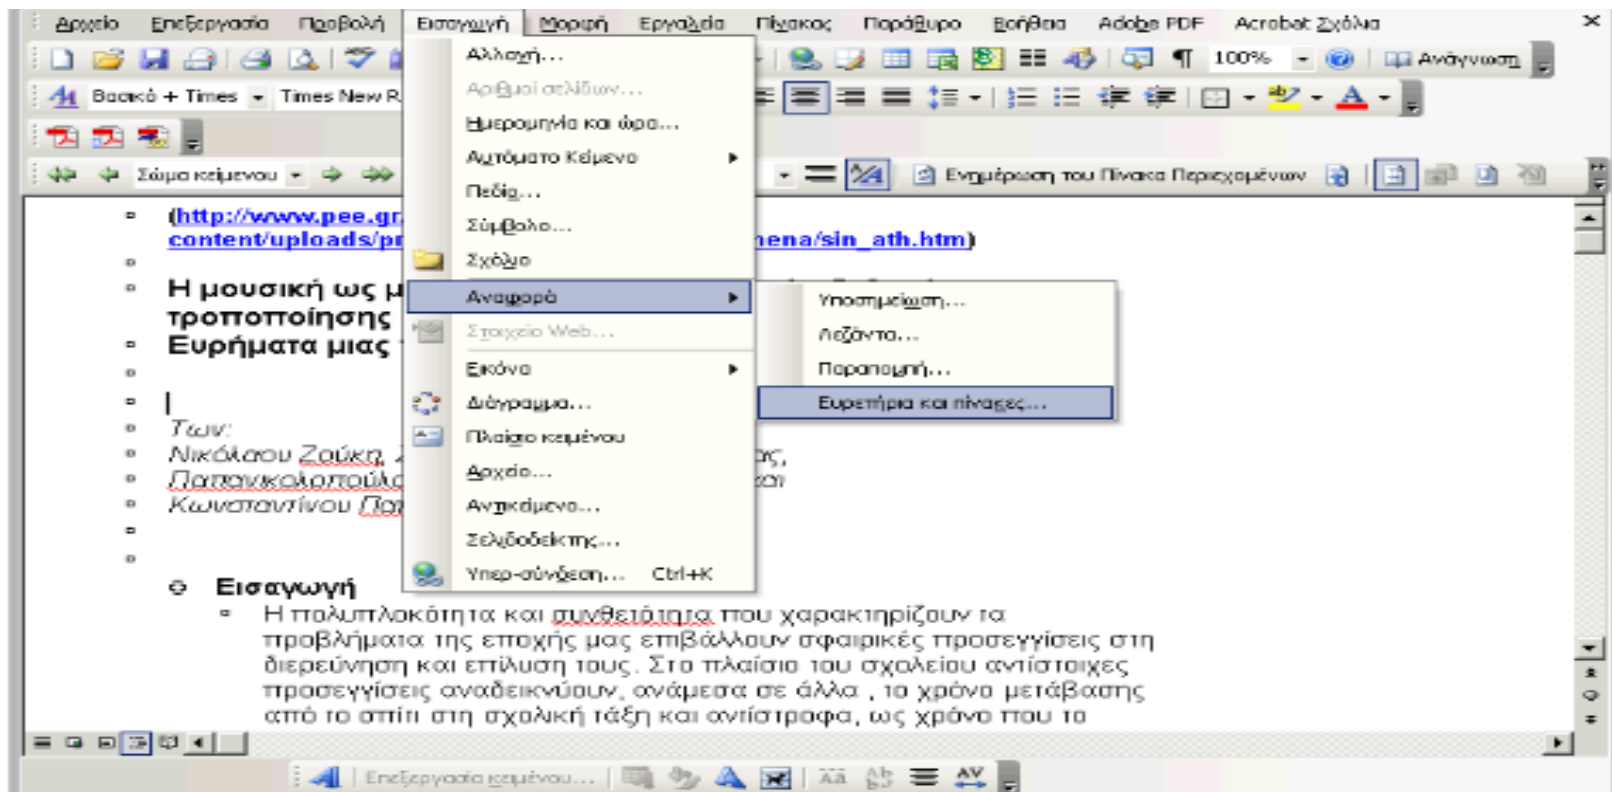 Αρχείο Επεξεργασία Προβολή Εισαγωγή Μορφή Εργαλεία Πίνακας Παράθυρο Βοήθεια Adobe PDF Acrobat Σχόλια
100% Ανάγνωση
Βασικό + Times Times New R
Σώμα κειμένου Ενημέρωση του Πίνακα Περιεχομένων
Αλλαγή...
Αριθμοί σελίδων...
Ημερομηνία και ώρα...
Αυτόματο Κείμενο
Πεδίο...
Σύμβολο...
Σχόλιο
Αναφορά
Στοιχείο Web...
Εικόνα
Διάγραμμα...
Πλαίσιο κειμένου
Αρχείο...
Αντικείμενο...
Σελιδοδείκτης...
Υπερ-σύνδεση... Ctrl+K
Υποσημείωση...
Λεζάντα...
Παραπομπή...
Ευρετήρια και πίνακες...
(http://www.pee.gr
content/uploads/pr mena/sin_ath.htm)
Η μουσική ως μ
τροποποίησης
Ευρήματα μιας
Των:
Νικόλαου Ζούκη, ας,
Παπανικολοπούλο και
Κωνσταντίνου Παπ
Εισαγωγή
Η πολυπλοκότητα και συνθετότητα που χαρακτηρίζουν τα
προβλήματα της εποχής μας επιβάλλουν σφαιρικές προσεγγίσεις στη
διερεύνηση και επίλυση τους. Στο πλαίσιο του σχολείου αντίστοιχες
προσεγγίσεις αναδεικνύουν, ανάμεσα σε άλλα , το χρόνο μετάβασης
από το σπίτι στη σχολική τάξη και αντίστροφα, ως χρόνο που το
Επεξεργασία κειμένου...